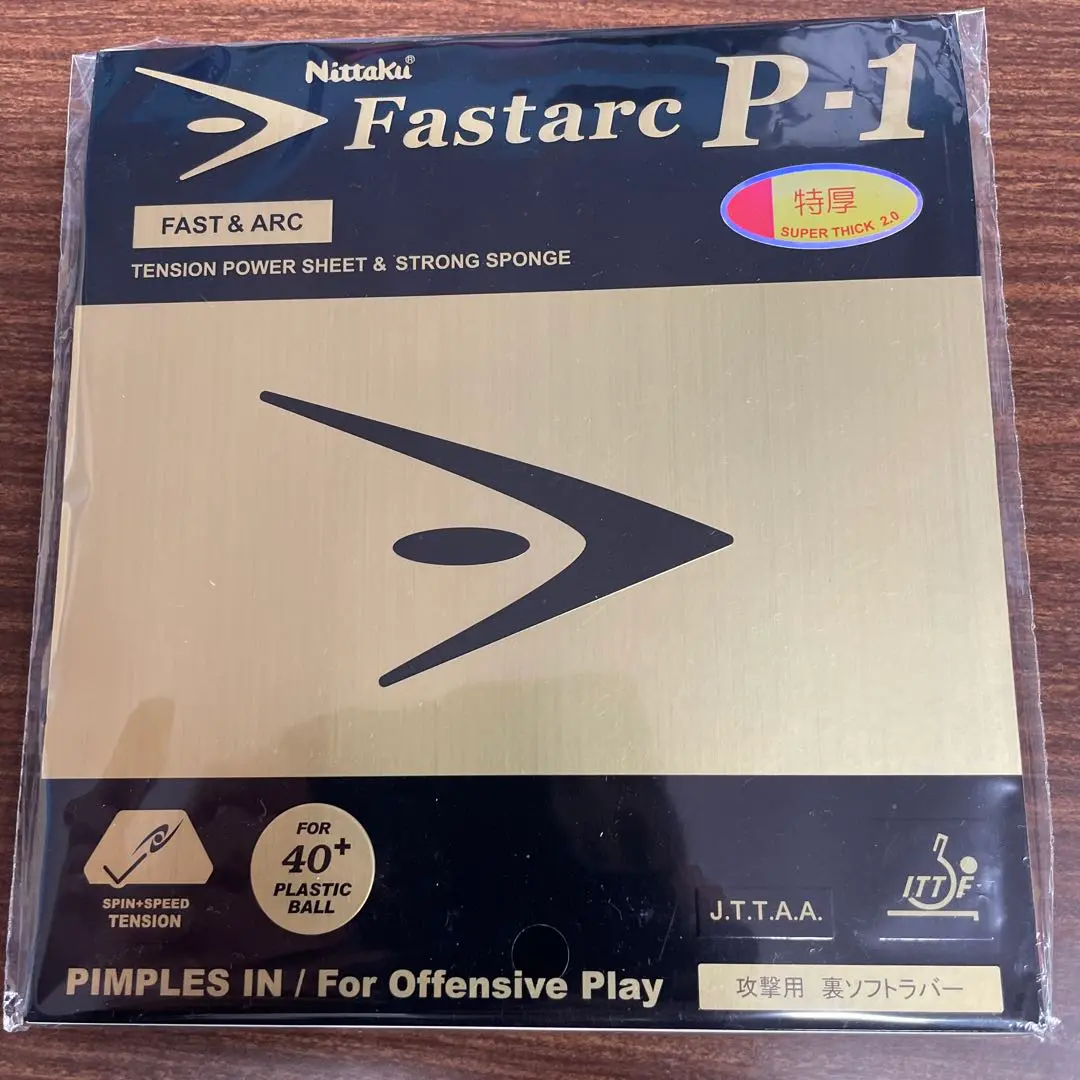 Nittaku®
Fastarc P-1
特厚
SUPER THICK 2.0
FAST & ARC
TENSION POWER SHEET & STRONG SPONGE
SPIN+SPEED
TENSION
FOR
40+
PLASTIC
BALL
J.T.T.A.A.
ITTF
PIMPLES IN / For Offensive Play
攻撃用 裏ソフトラバー